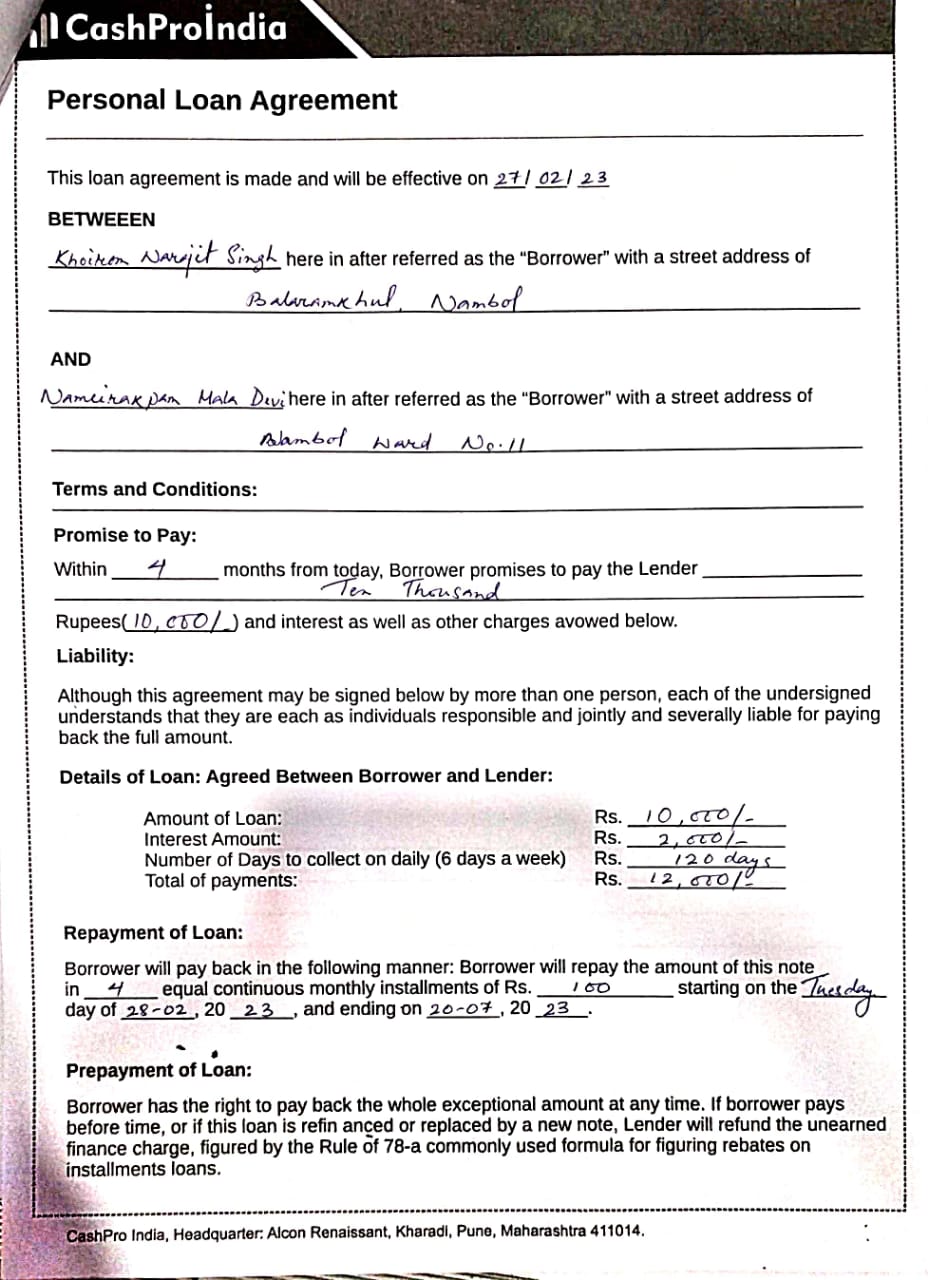 CashProIndia
Personal Loan Agreement
This loan agreement is made and will be effective on 27/ 02/ 23
BETWEEEN
Khoirom Narojit Singh here in after referred as the “Borrower” with a street address of
Balaramkhul, Nambol
AND
Nameirakpam Mala Devi here in after referred as the “Borrower” with a street address of
Nambol Ward No. 11
Terms and Conditions:
Promise to Pay:
Within 4 months from today, Borrower promises to pay the Lender
Ten Thousand
Rupees( 10,000/- ) and interest as well as other charges avowed below.
Liability:
Although this agreement may be signed below by more than one person, each of the undersigned
understands that they are each as individuals responsible and jointly and severally liable for paying
back the full amount.
Details of Loan: Agreed Between Borrower and Lender:
Amount of Loan: Rs. 10,000/-
Interest Amount: Rs. 2,000/-
Number of Days to collect on daily (6 days a week) Rs. 120 days
Total of payments: Rs. 12,000/-
Repayment of Loan:
Borrower will pay back in the following manner: Borrower will repay the amount of this note
in 4 equal continuous monthly installments of Rs. 100 starting on the Tuesday
day of 28-02, 20 23, and ending on 20-07, 20 23.
Prepayment of Loan:
Borrower has the right to pay back the whole exceptional amount at any time. If borrower pays
before time, or if this loan is refin anced or replaced by a new note, Lender will refund the unearned
finance charge, figured by the Rule of 78-a commonly used formula for figuring rebates on
installments loans.
CashPro India, Headquarter: Alcon Renaissant, Kharadi, Pune, Maharashtra 411014.